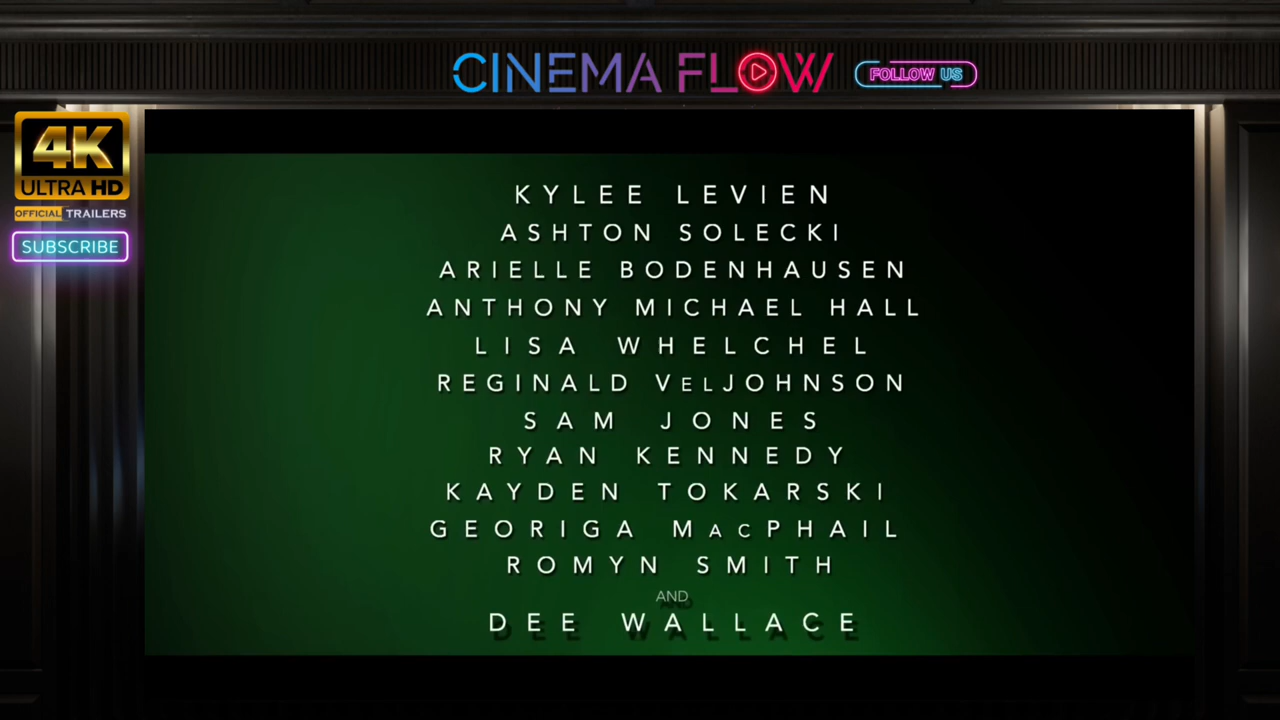 CINEMA FLOW
FOLLOW US
4K
ULTRA HD
OFFICIAL TRAILERS
SUBSCRIBE
KYLEE LEVIEN
ASHTON SOLECKI
ARIELLE BODENHAUSEN
ANTHONY MICHAEL HALL
LISA WHELCHEL
REGINALD VELJOHNSON
SAM JONES
RYAN KENNEDY
KAYDEN TOKARSKI
GEORIGA MACPHAIL
ROMYN SMITH
AND
DEE WALLACE